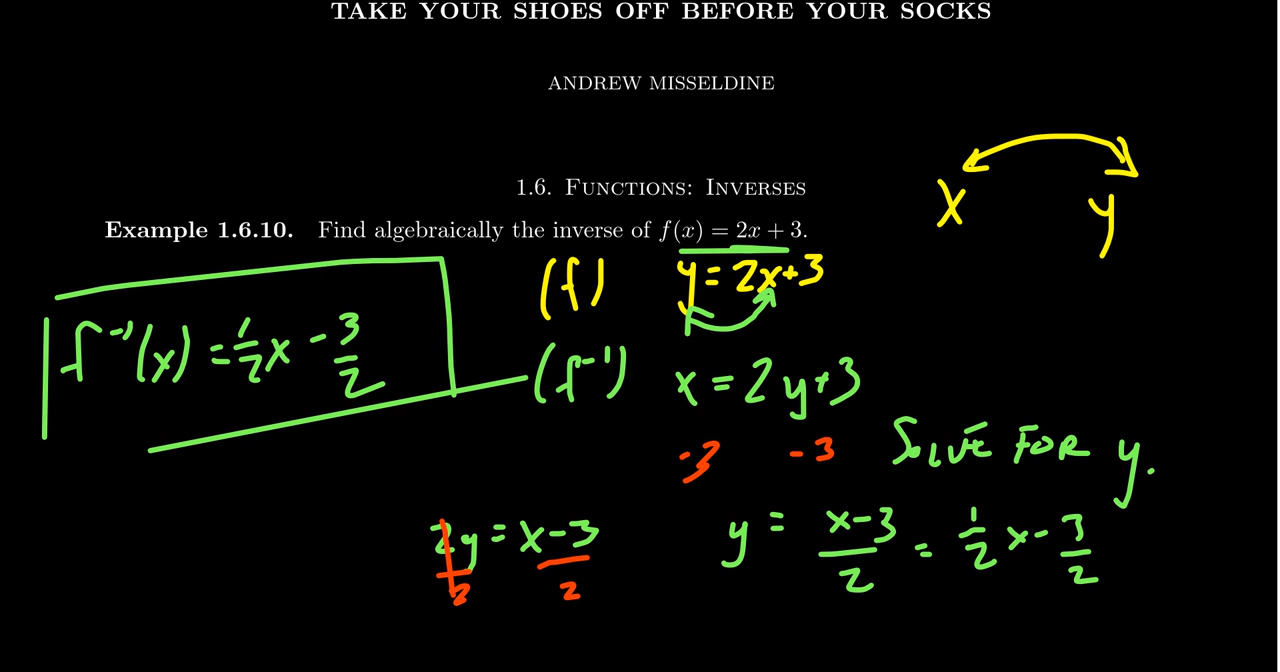 TAKE YOUR SHOES OFF BEFORE YOUR SOCKS
ANDREW MISSELDINE
1.6. FUNCTIONS: INVERSES
x y
Example 1.6.10. Find algebraically the inverse of f(x) = 2x + 3.
(f) y = 2x+3
f⁻¹(x) = 1/2 x - 3/2
(f⁻¹) x = 2y+3
-3 -3
SOLVE FOR y.
2y/2 = x-3/2
y = x-3/2 = 1/2 x - 3/2